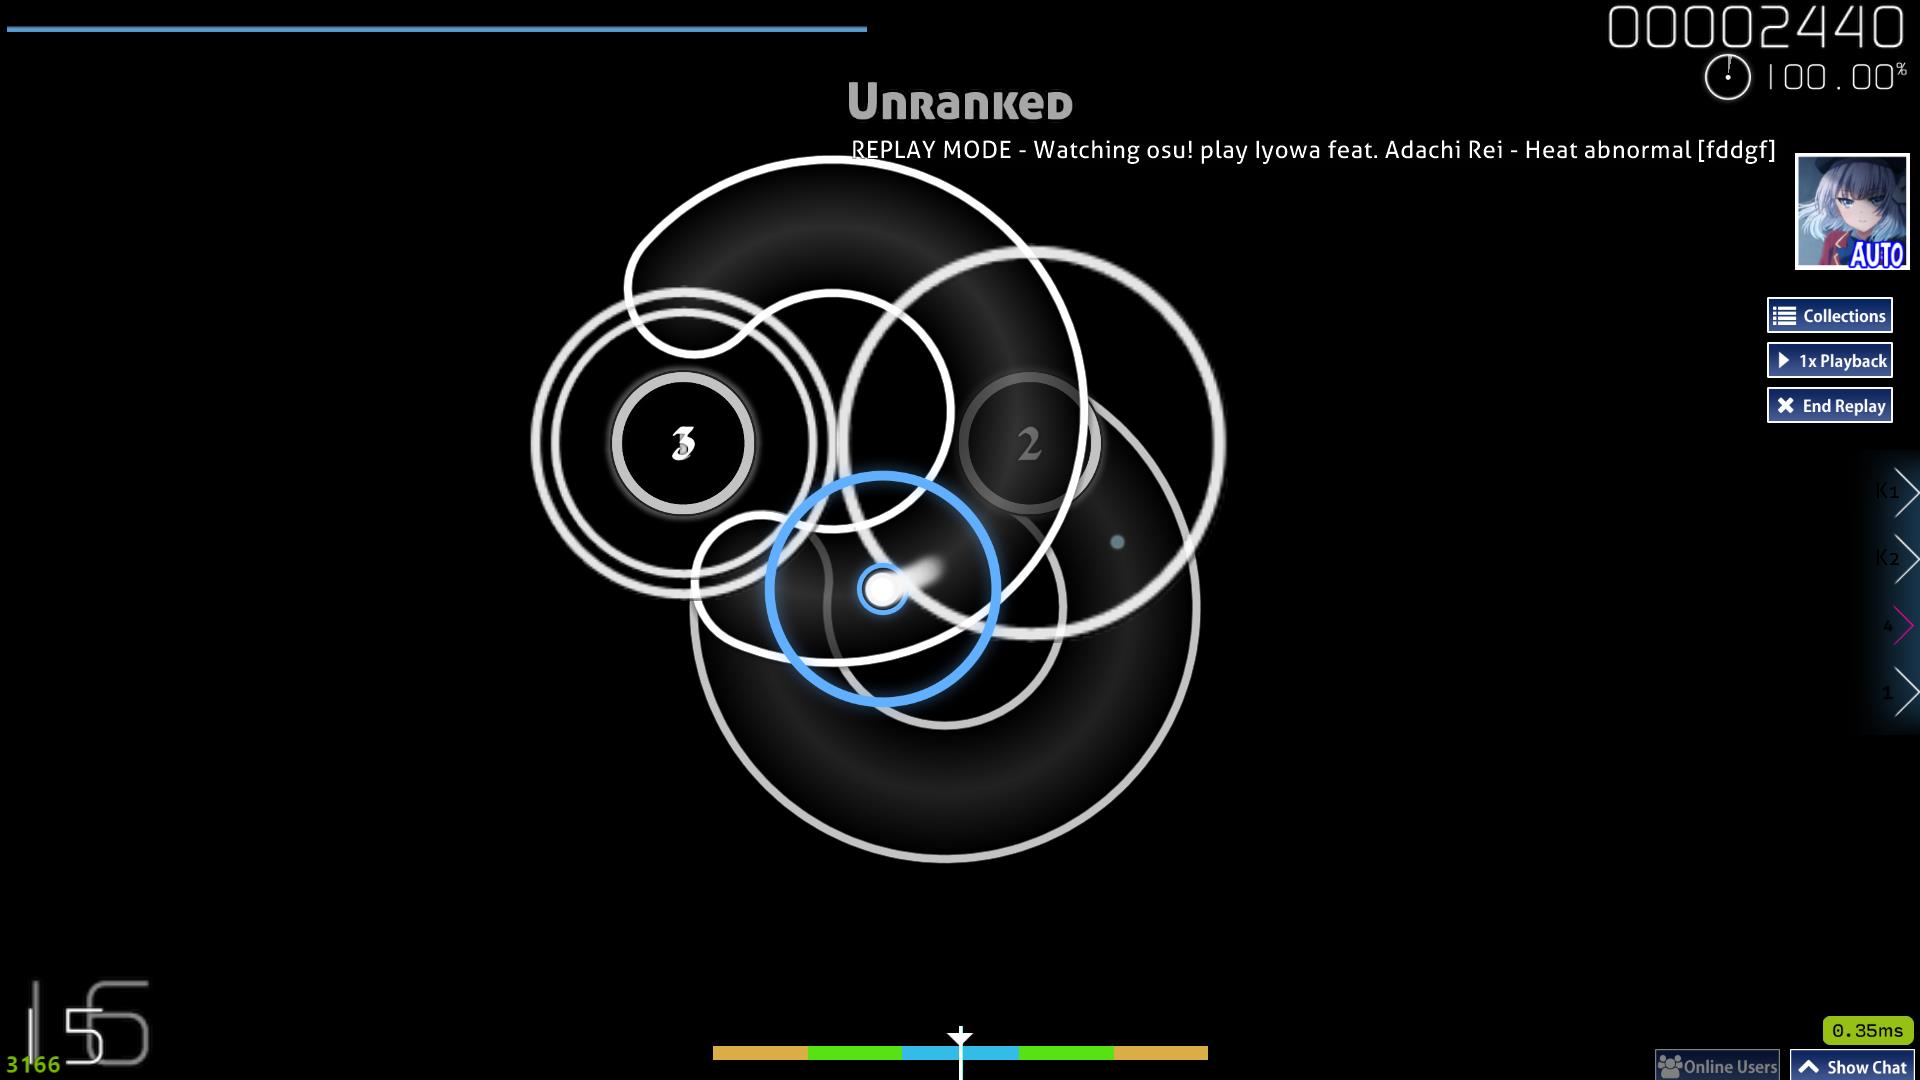 00002440
100.00%
Unranked
REPLAY MODE - Watching osu! play Iyowa feat. Adachi Rei - Heat abnormal [fddgf]
AUTO
Collections
1x Playback
End Replay
3
2
K1
K2
4
1
3166
0.35ms
Online Users
Show Chat